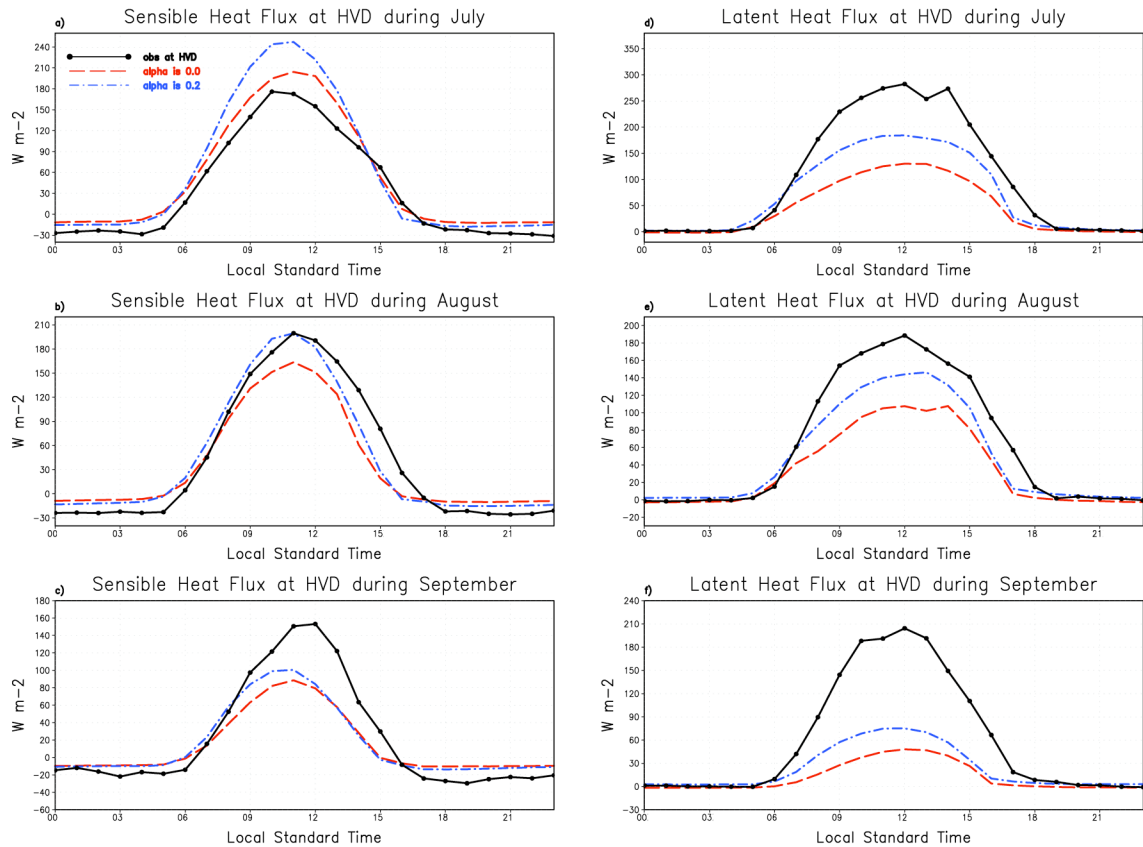 a) Sensible Heat Flux at HVD during July
W m-2
240
210
180
150
120
90
60
30
0
-30
obs at HVD
alpha is 0.0
alpha is 0.2
00 03 06 09 12 15 18 21
Local Standard Time
d) Latent Heat Flux at HVD during July
W m-2
350
300
250
200
150
100
50
0
00 03 06 09 12 15 18 21
Local Standard Time
b) Sensible Heat Flux at HVD during August
W m-2
210
180
150
120
90
60
30
0
-30
00 03 06 09 12 15 18 21
Local Standard Time
e) Latent Heat Flux at HVD during August
W m-2
200
180
160
140
120
100
80
60
40
20
0
-20
00 03 06 09 12 15 18 21
Local Standard Time
c) Sensible Heat Flux at HVD during September
W m-2
180
160
140
120
100
80
60
40
20
0
-20
-40
-60
00 03 06 09 12 15 18 21
Local Standard Time
f) Latent Heat Flux at HVD during September
W m-2
240
210
180
150
120
90
60
30
0
-30
00 03 06 09 12 15 18 21
Local Standard Time